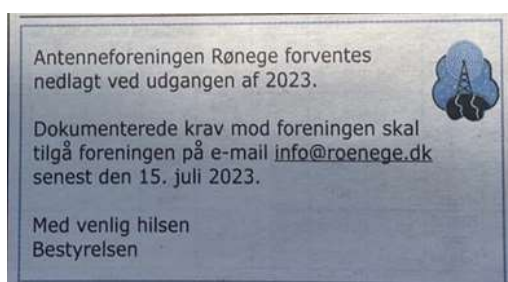 Antenneforeningen Rønege forventes
nedlagt ved udgangen af 2023.
Dokumenterede krav mod foreningen skal
tilgå foreningen på e-mail info@roenege.dk
senest den 15. juli 2023.
Med venlig hilsen
Bestyrelsen